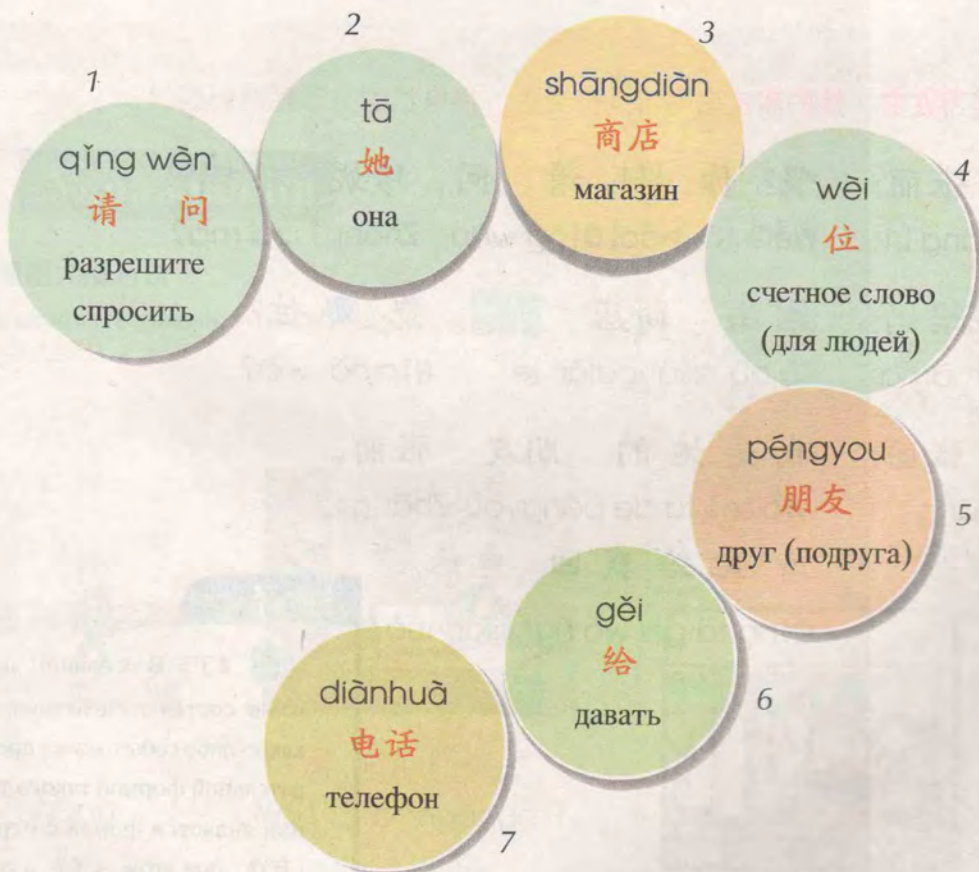 1
qǐng wèn
请 问
разрешите
спросить
2
tā
她
она
3
shāngdiàn
商店
магазин
4
wèi
位
счетное слово
(для людей)
5
péngyou
朋友
друг (подруга)
6
gěi
给
давать
7
diànhuà
电话
телефон